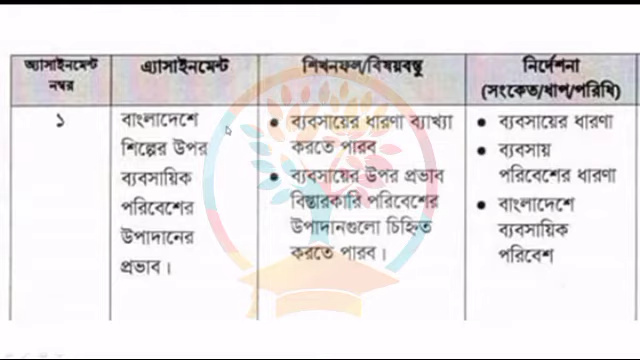 অ্যাসাইনমেন্ট
নম্বর
এ্যাসাইনমেন্ট
শিখনফল/বিষয়বস্তু
নির্দেশনা
(সংকেত/ধাপ/পরিধি)
১
বাংলাদেশে
শিল্পের উপর
ব্যবসায়িক
পরিবেশের
উপাদানের
প্রভাব।
● ব্যবসায়ের ধারণা ব্যাখ্যা
করতে পারব
● ব্যবসায়ের উপর প্রভাব
বিস্তারকারি পরিবেশের
উপাদানগুলো চিহ্নিত
করতে পারব।
● ব্যবসায়ের ধারণা
● ব্যবসায়
পরিবেশের ধারণা
● বাংলাদেশে
ব্যবসায়িক
পরিবেশ